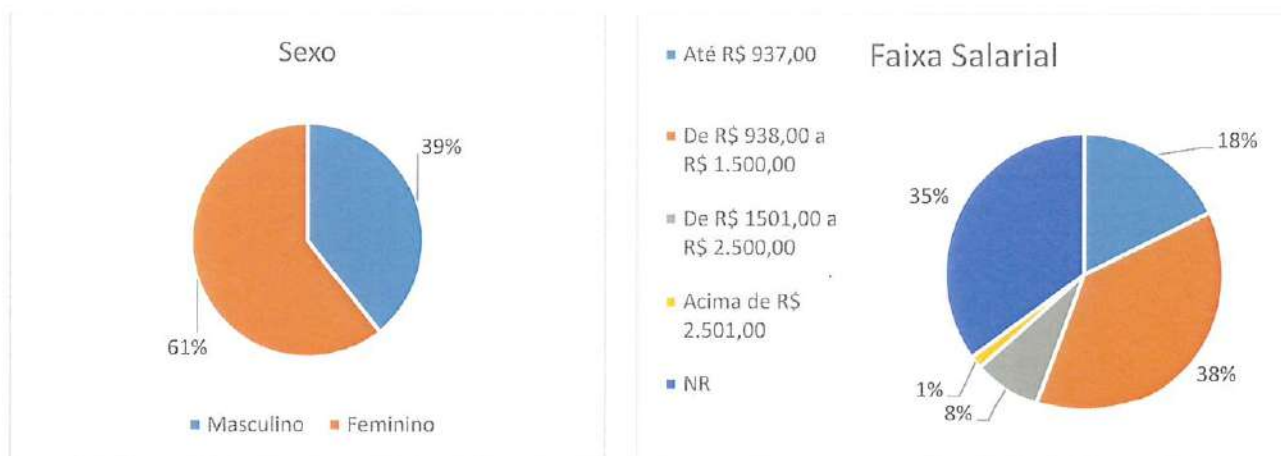 Sexo
39%
61%
Masculino Feminino
Faixa Salarial
Até R$ 937,00
De R$ 938,00 a
R$ 1.500,00
De R$ 1501,00 a
R$ 2.500,00
Acima de R$
2.501,00
NR
18%
35%
38%
1%
8%